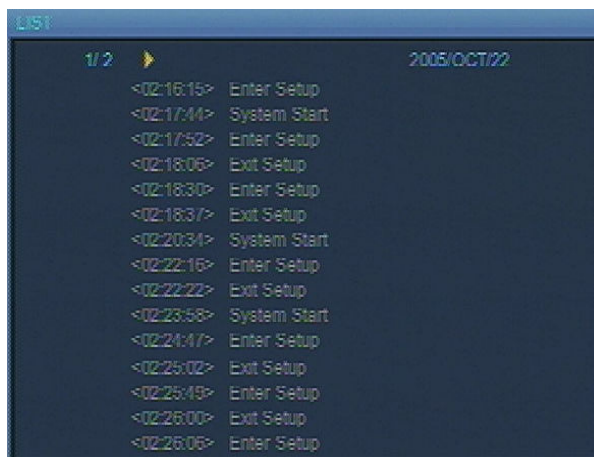 LIST
1/ 2 2005/OCT/22
<02:16:15> Enter Setup
<02:17:44> System Start
<02:17:52> Enter Setup
<02:18:06> Exit Setup
<02:18:30> Enter Setup
<02:18:37> Exit Setup
<02:20:34> System Start
<02:22:16> Enter Setup
<02:22:22> Exit Setup
<02:23:58> System Start
<02:24:47> Enter Setup
<02:25:02> Exit Setup
<02:25:49> Enter Setup
<02:26:00> Exit Setup
<02:26:06> Enter Setup